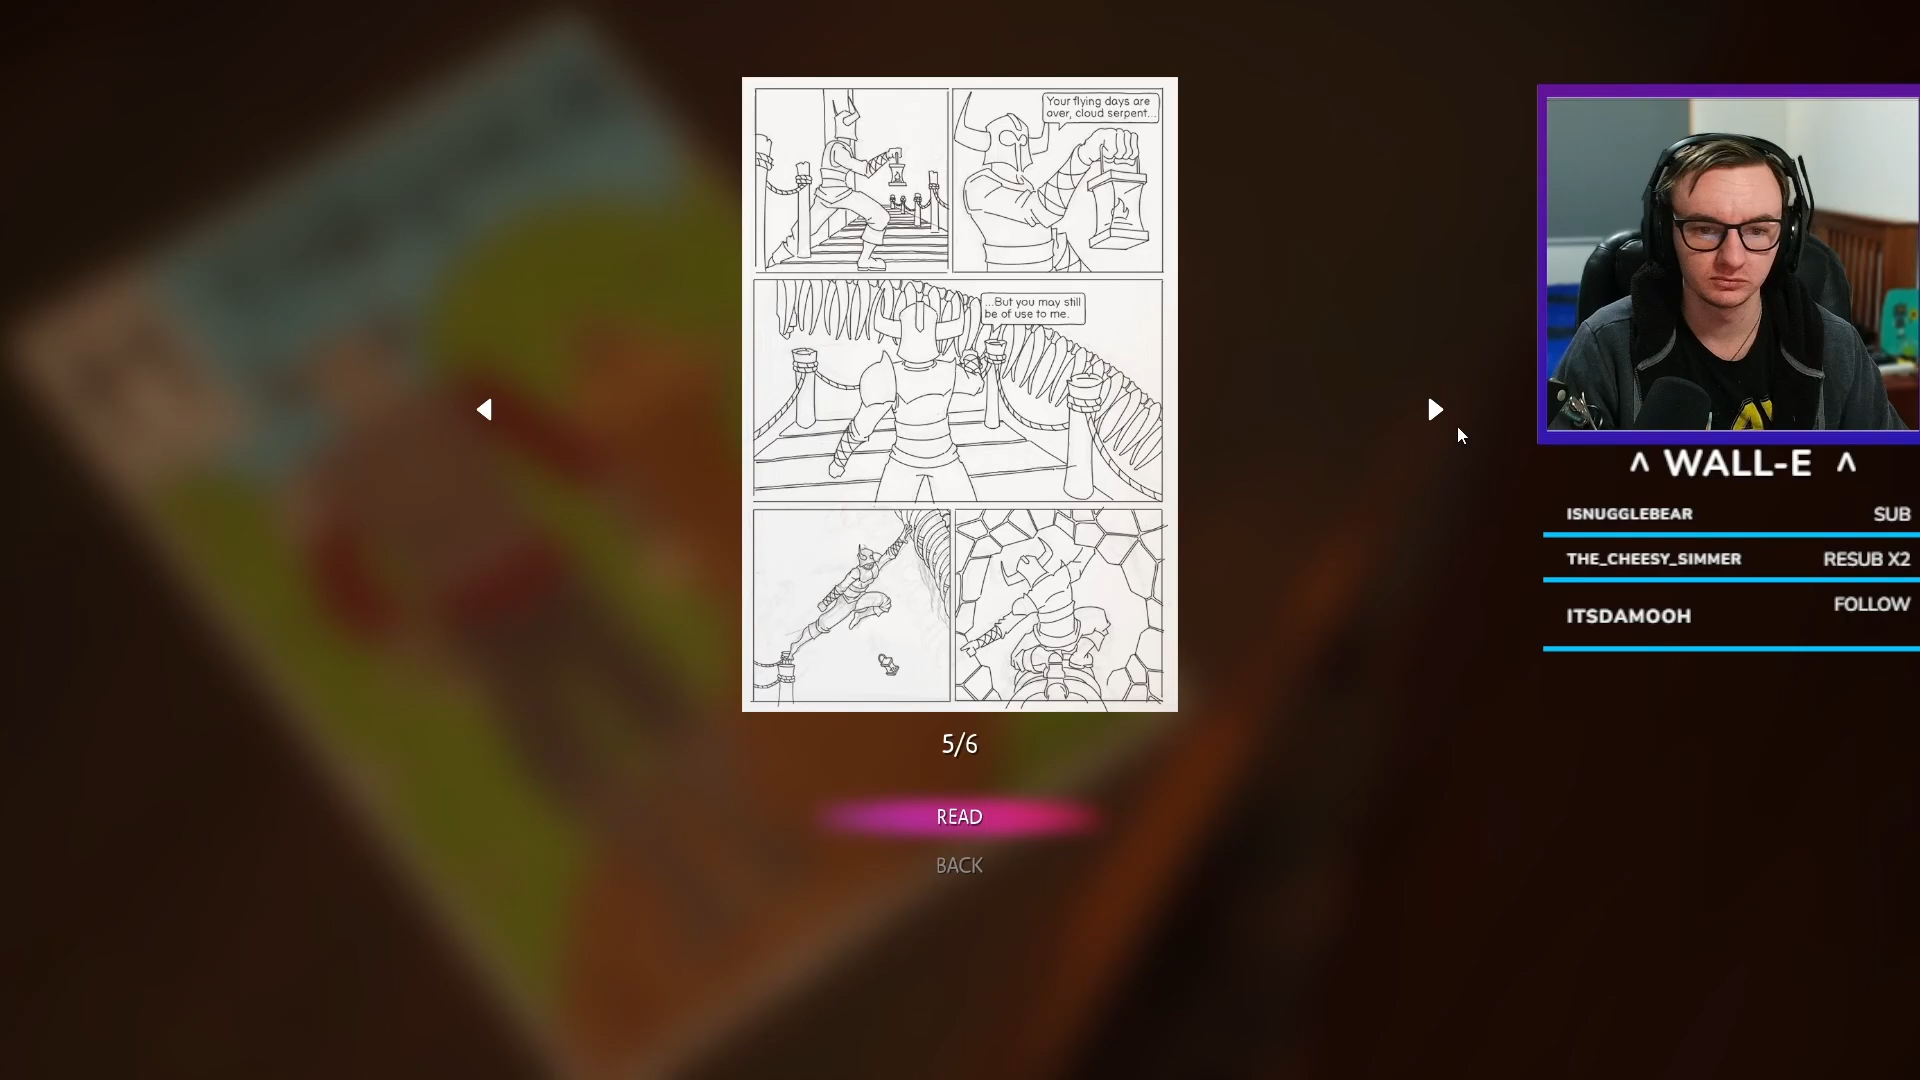 Your flying days are
over, cloud serpent...
...But you may still
be of use to me.
5/6
READ
BACK
^ WALL-E ^
ISNUGGLEBEAR SUB
THE_CHEESY_SIMMER RESUB X2
ITSDAMOOH FOLLOW